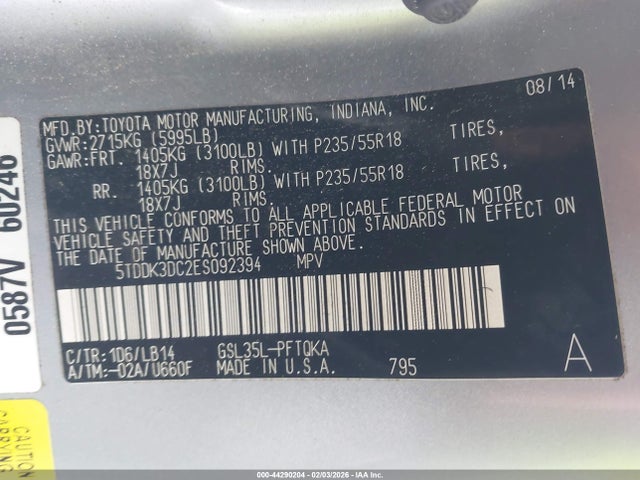 08/14
MFD.BY:TOYOTA MOTOR MANUFACTURING, INDIANA, INC.
GVWR:2715KG (5995LB)
GAWR:FRT. 1405KG (3100LB) WITH P235/55R18 TIRES,
18X7J RIMS.
RR. 1405KG (3100LB) WITH P235/55R18 TIRES,
18X7J RIMS.
THIS VEHICLE CONFORMS TO ALL APPLICABLE FEDERAL MOTOR
VEHICLE SAFETY AND THEFT PREVENTION STANDARDS IN EFFECT ON
THE DATE OF MANUFACTURE SHOWN ABOVE.
5TDDK3DC2ES092394 MPV
C/TR:1D6/LB14 GSL35L-PFTQKA
A/TM:-02A/U660F MADE IN U.S.A. 795 A
0587V 60246
CAUTION
CARRYING
000-44290204 - 02/03/2026 - IAA Inc.